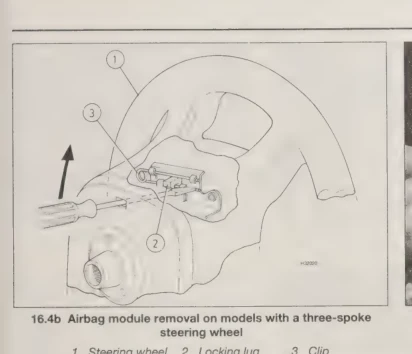 1
3
2
16.4b Airbag module removal on models with a three-spoke
steering wheel
1 Steering wheel 2 Locking lug 3 Clip